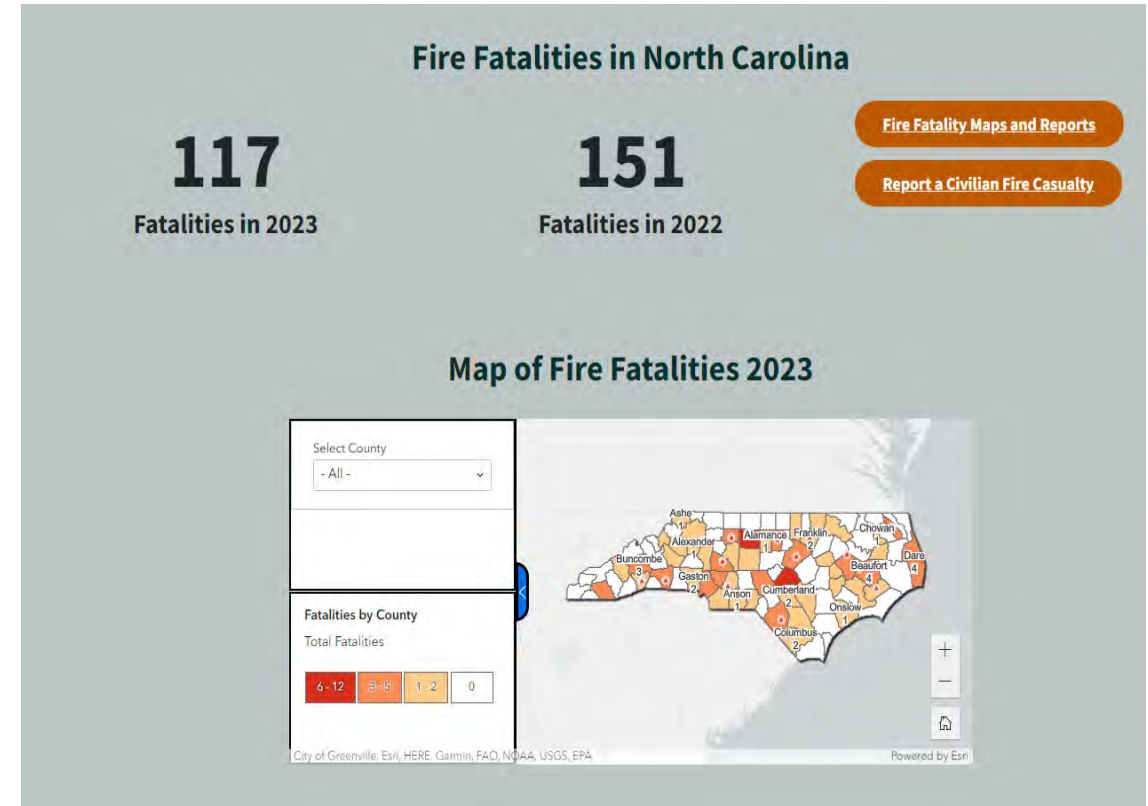 Fire Fatalities in North Carolina
117
Fatalities in 2023
151
Fatalities in 2022
Fire Fatality Maps and Reports
Report a Civilian Fire Casualty
Map of Fire Fatalities 2023
Select County
- All -
Fatalities by County
Total Fatalities
6 - 12
3 - 5
1 - 2
0
Ashe
1
Alamance
1
Franklin
2
Chowan
1
Alexander
1
Buncombe
3
Dare
4
Beaufort
4
Gaston
2
Anson
1
Cumberland
2
Onslow
1
Columbus
2
City of Greenville, Esri, HERE, Garmin, FAO, NOAA, USGS, EPA
Powered by Esri